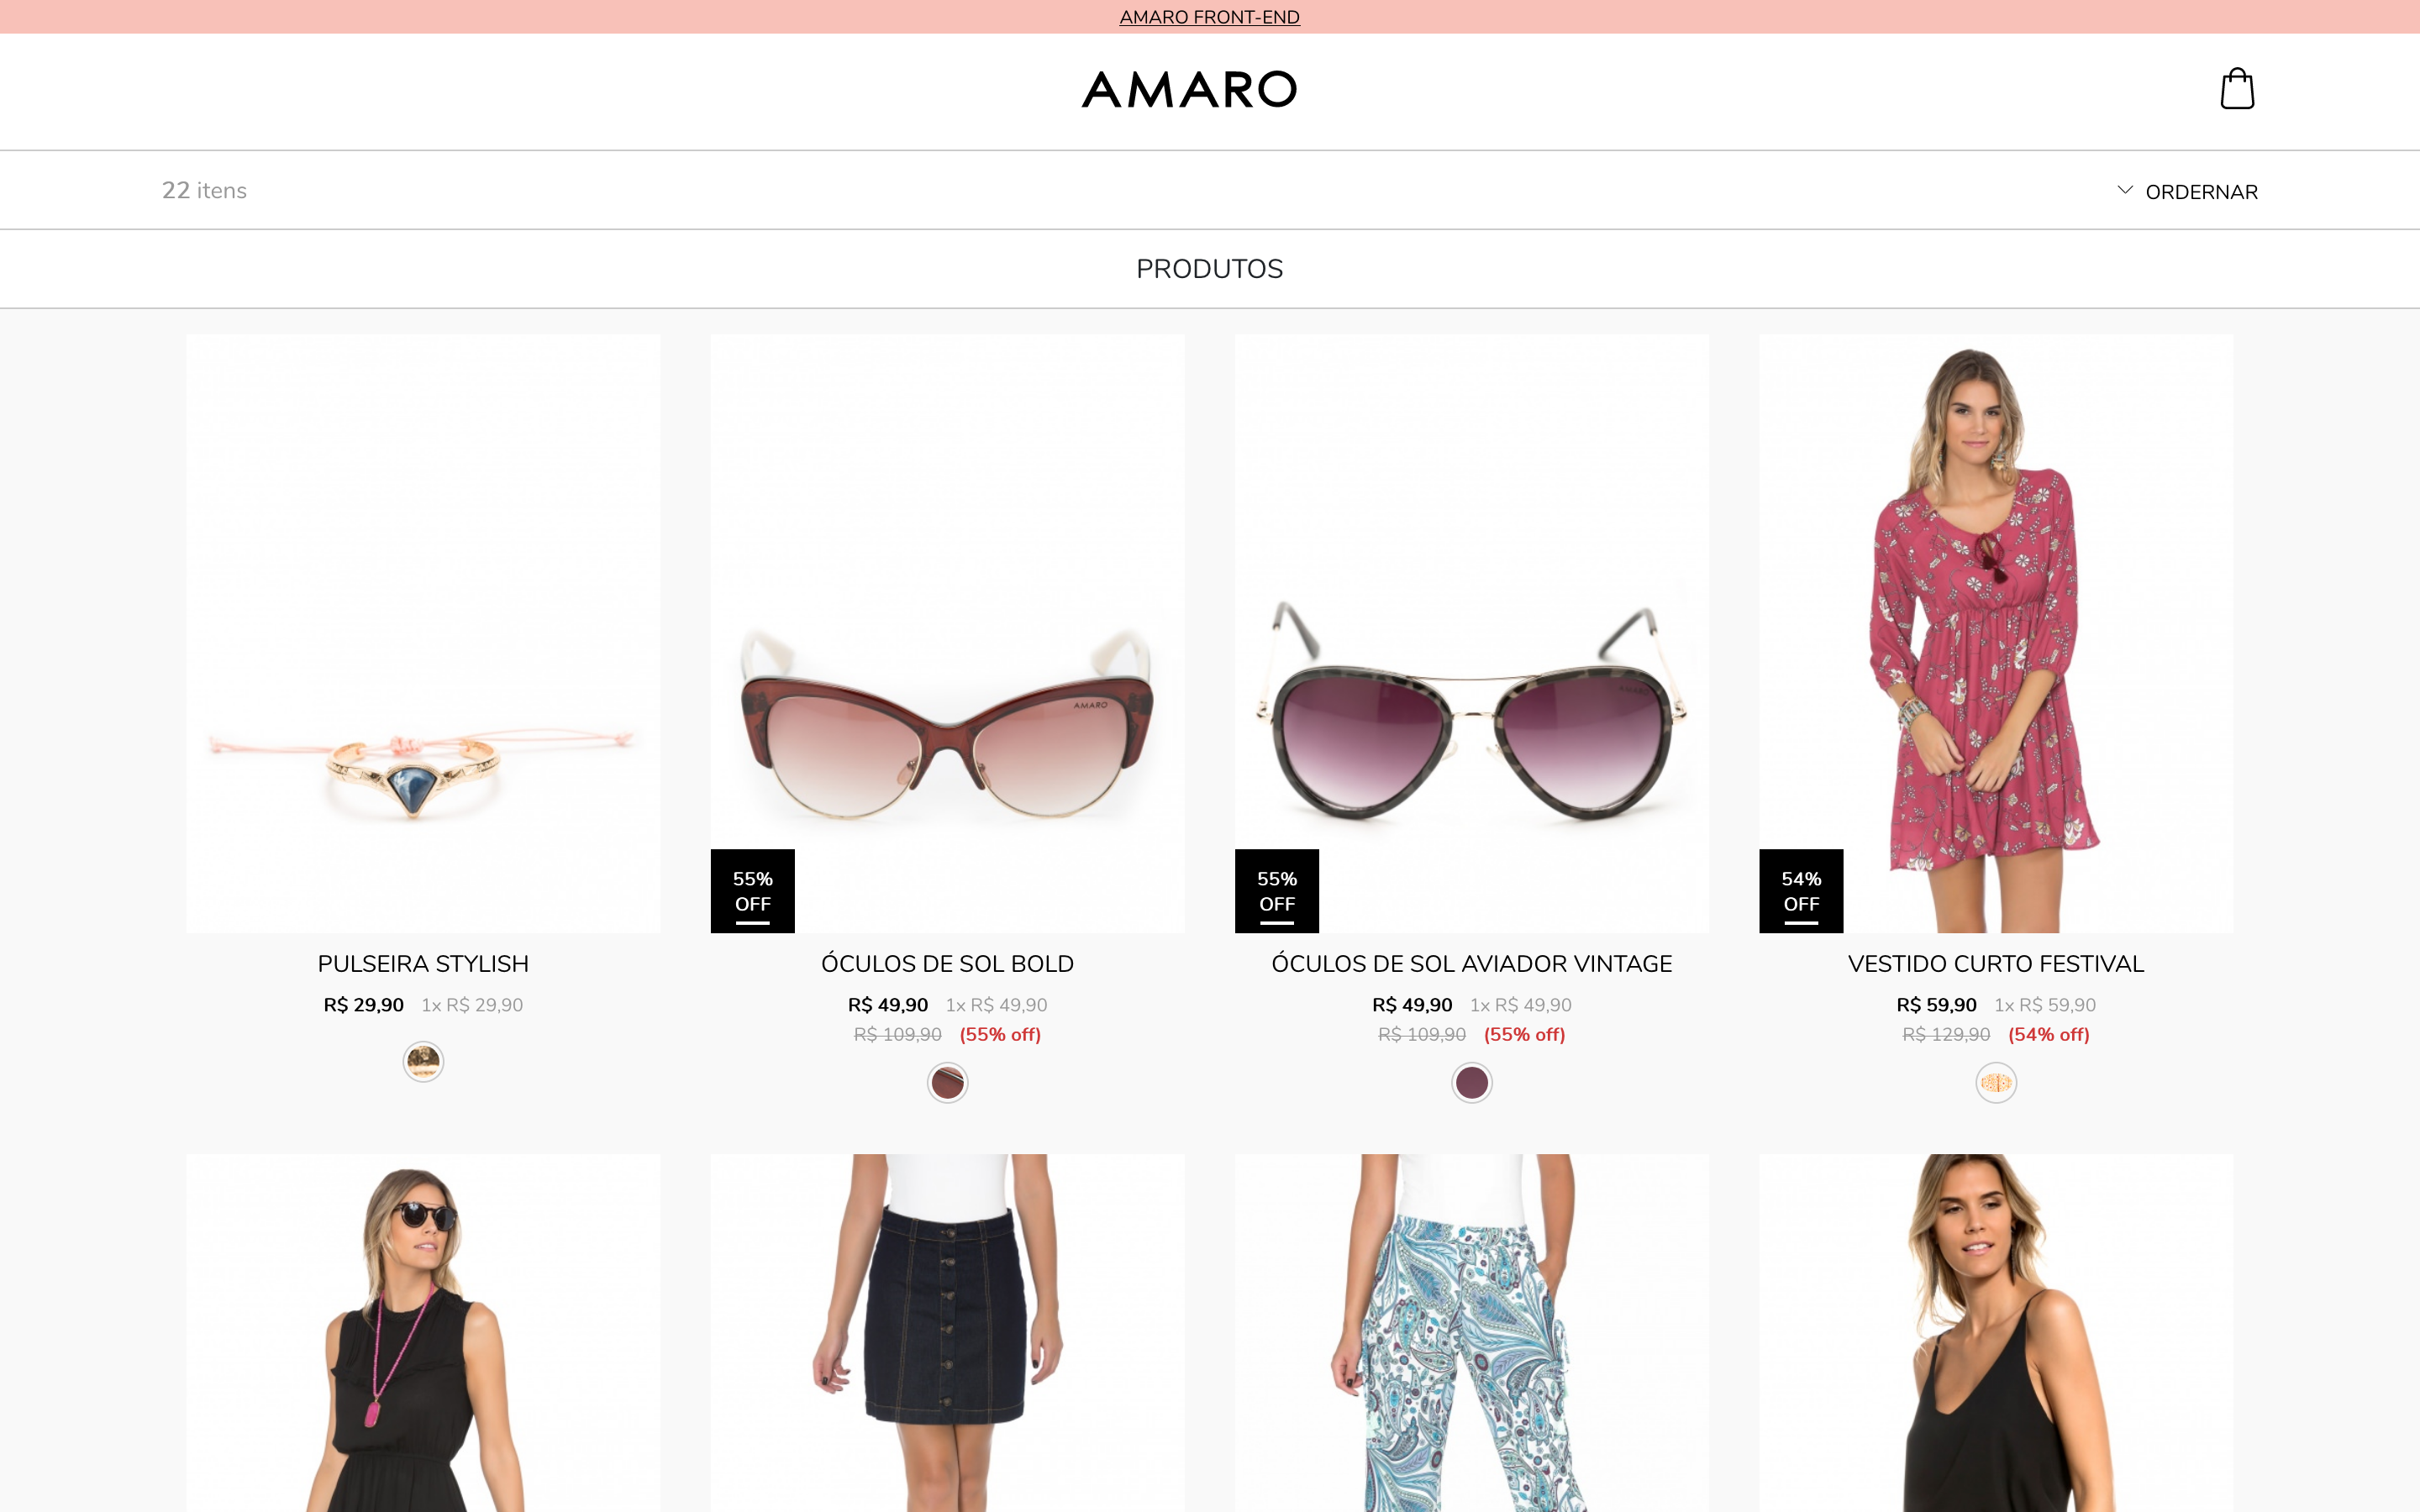 AMARO FRONT-END
AMARO
22 itens
ORDERNAR
PRODUTOS
AMARO
AMARO
55%
OFF
55%
OFF
54%
OFF
PULSEIRA STYLISH
R$ 29,90 1x R$ 29,90
ÓCULOS DE SOL BOLD
R$ 49,90 1x R$ 49,90
R$ 109,90 (55% off)
ÓCULOS DE SOL AVIADOR VINTAGE
R$ 49,90 1x R$ 49,90
R$ 109,90 (55% off)
VESTIDO CURTO FESTIVAL
R$ 59,90 1x R$ 59,90
R$ 129,90 (54% off)